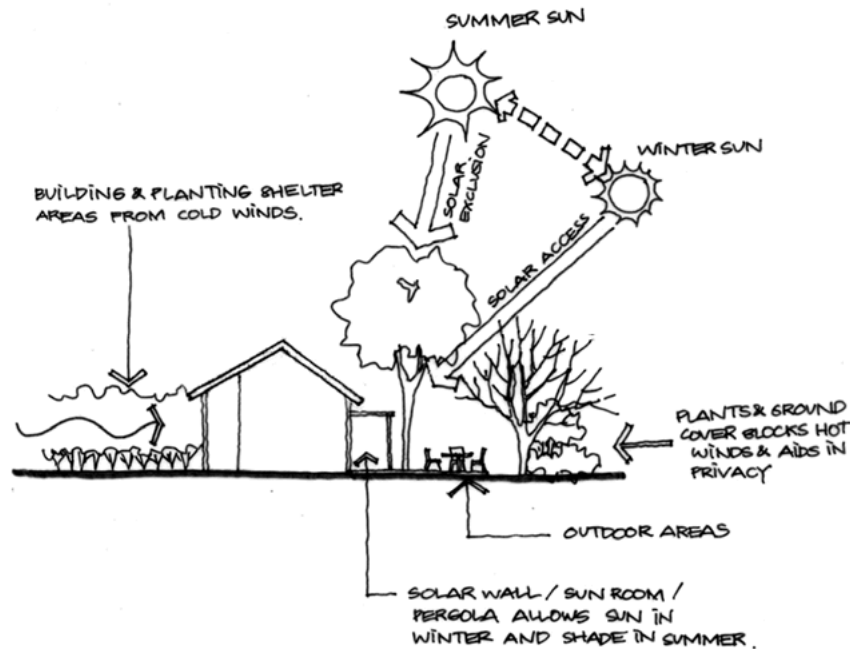 SUMMER SUN
WINTER SUN
SOLAR
EXCLUSION
SOLAR ACCESS
BUILDING & PLANTING SHELTER
AREAS FROM COLD WINDS.
PLANTS & GROUND
COVER BLOCKS HOT
WINDS & AIDS IN
PRIVACY
OUTDOOR AREAS
SOLAR WALL / SUN ROOM /
PERGOLA ALLOWS SUN IN
WINTER AND SHADE IN SUMMER.